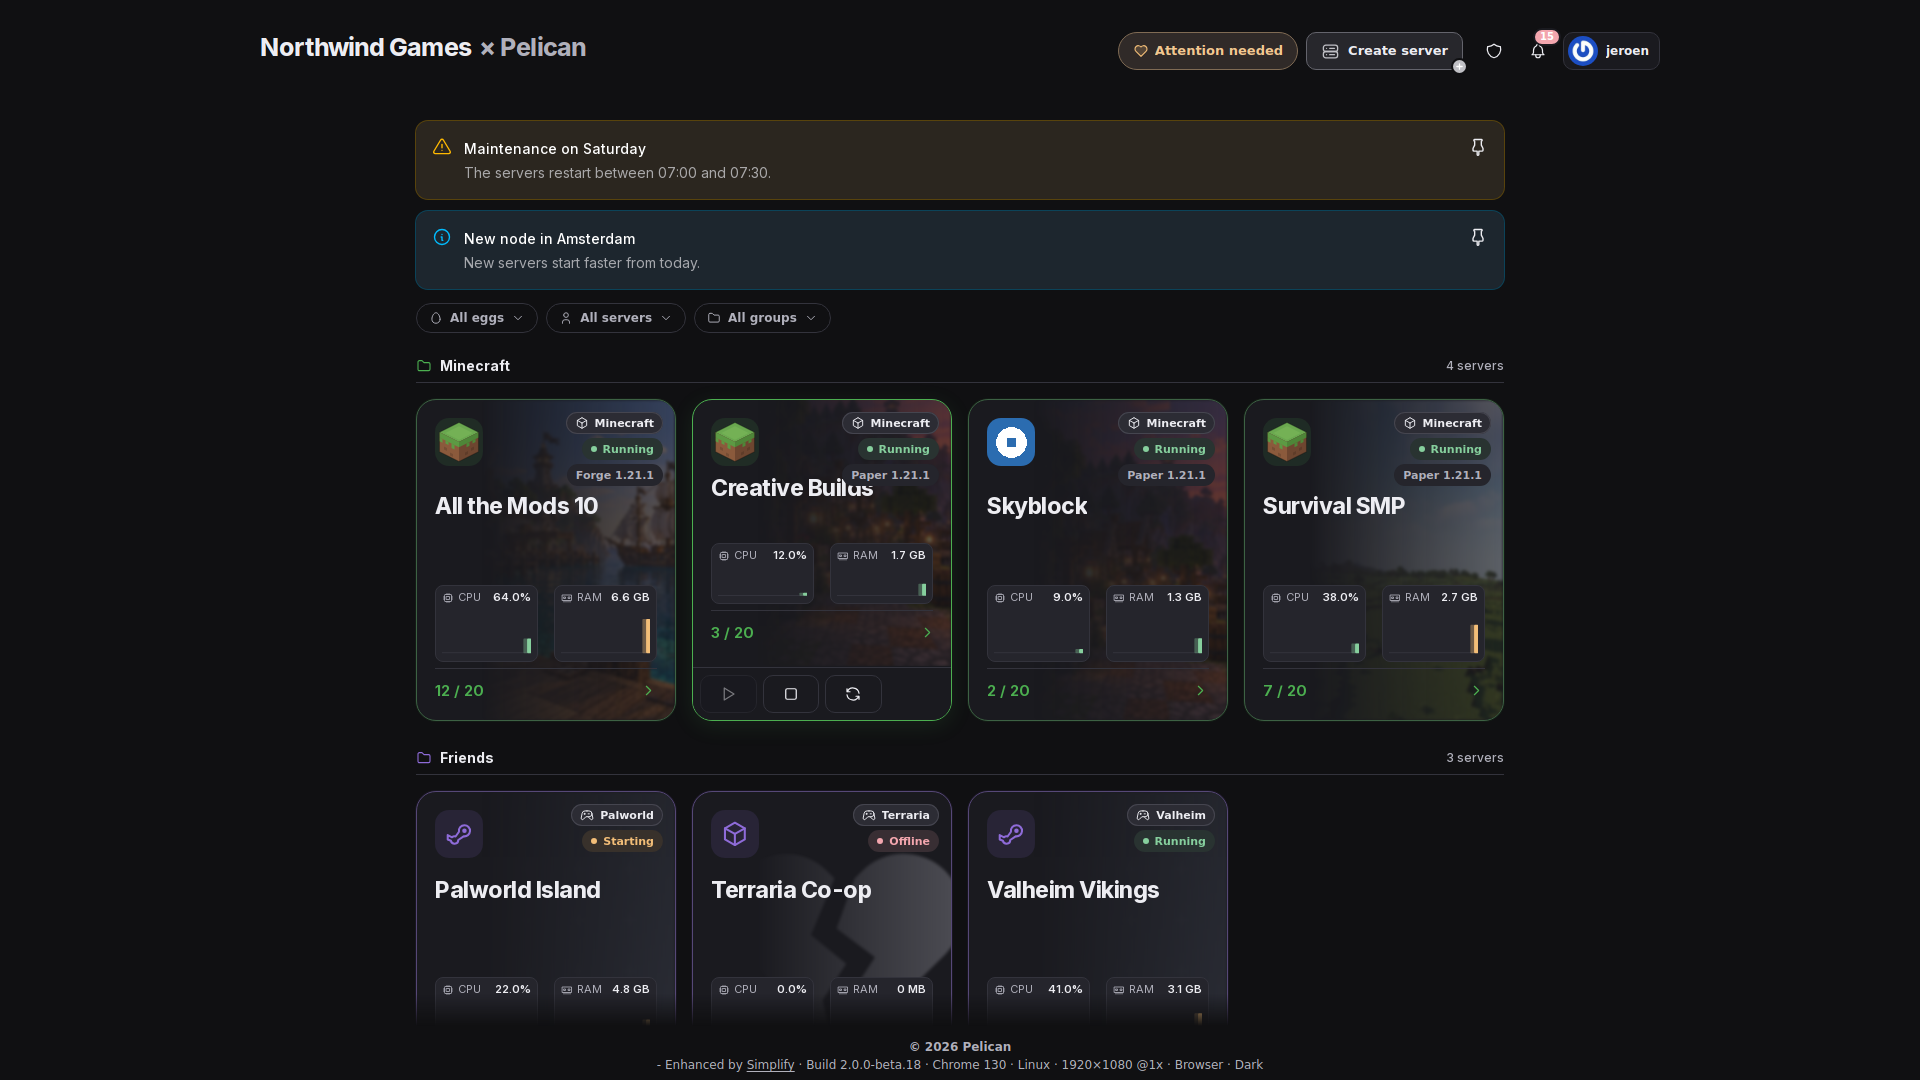 Northwind Games × Pelican
Attention needed
Create server
15
jeroen
Maintenance on Saturday
The servers restart between 07:00 and 07:30.
New node in Amsterdam
New servers start faster from today.
All eggs
All servers
All groups
Minecraft
4 servers
Minecraft
Running
Forge 1.21.1
All the Mods 10
CPU 64.0%
RAM 6.6 GB
12 / 20
Minecraft
Running
Paper 1.21.1
Creative Builds
CPU 12.0%
RAM 1.7 GB
3 / 20
Minecraft
Running
Paper 1.21.1
Skyblock
CPU 9.0%
RAM 1.3 GB
2 / 20
Minecraft
Running
Paper 1.21.1
Survival SMP
CPU 38.0%
RAM 2.7 GB
7 / 20
Friends
3 servers
Palworld
Starting
Palworld Island
CPU 22.0%
RAM 4.8 GB
Terraria
Offline
Terraria Co-op
CPU 0.0%
RAM 0 MB
Valheim
Running
Valheim Vikings
CPU 41.0%
RAM 3.1 GB
© 2026 Pelican
- Enhanced by Simplify · Build 2.0.0-beta.18 · Chrome 130 · Linux · 1920×1080 @1x · Browser · Dark